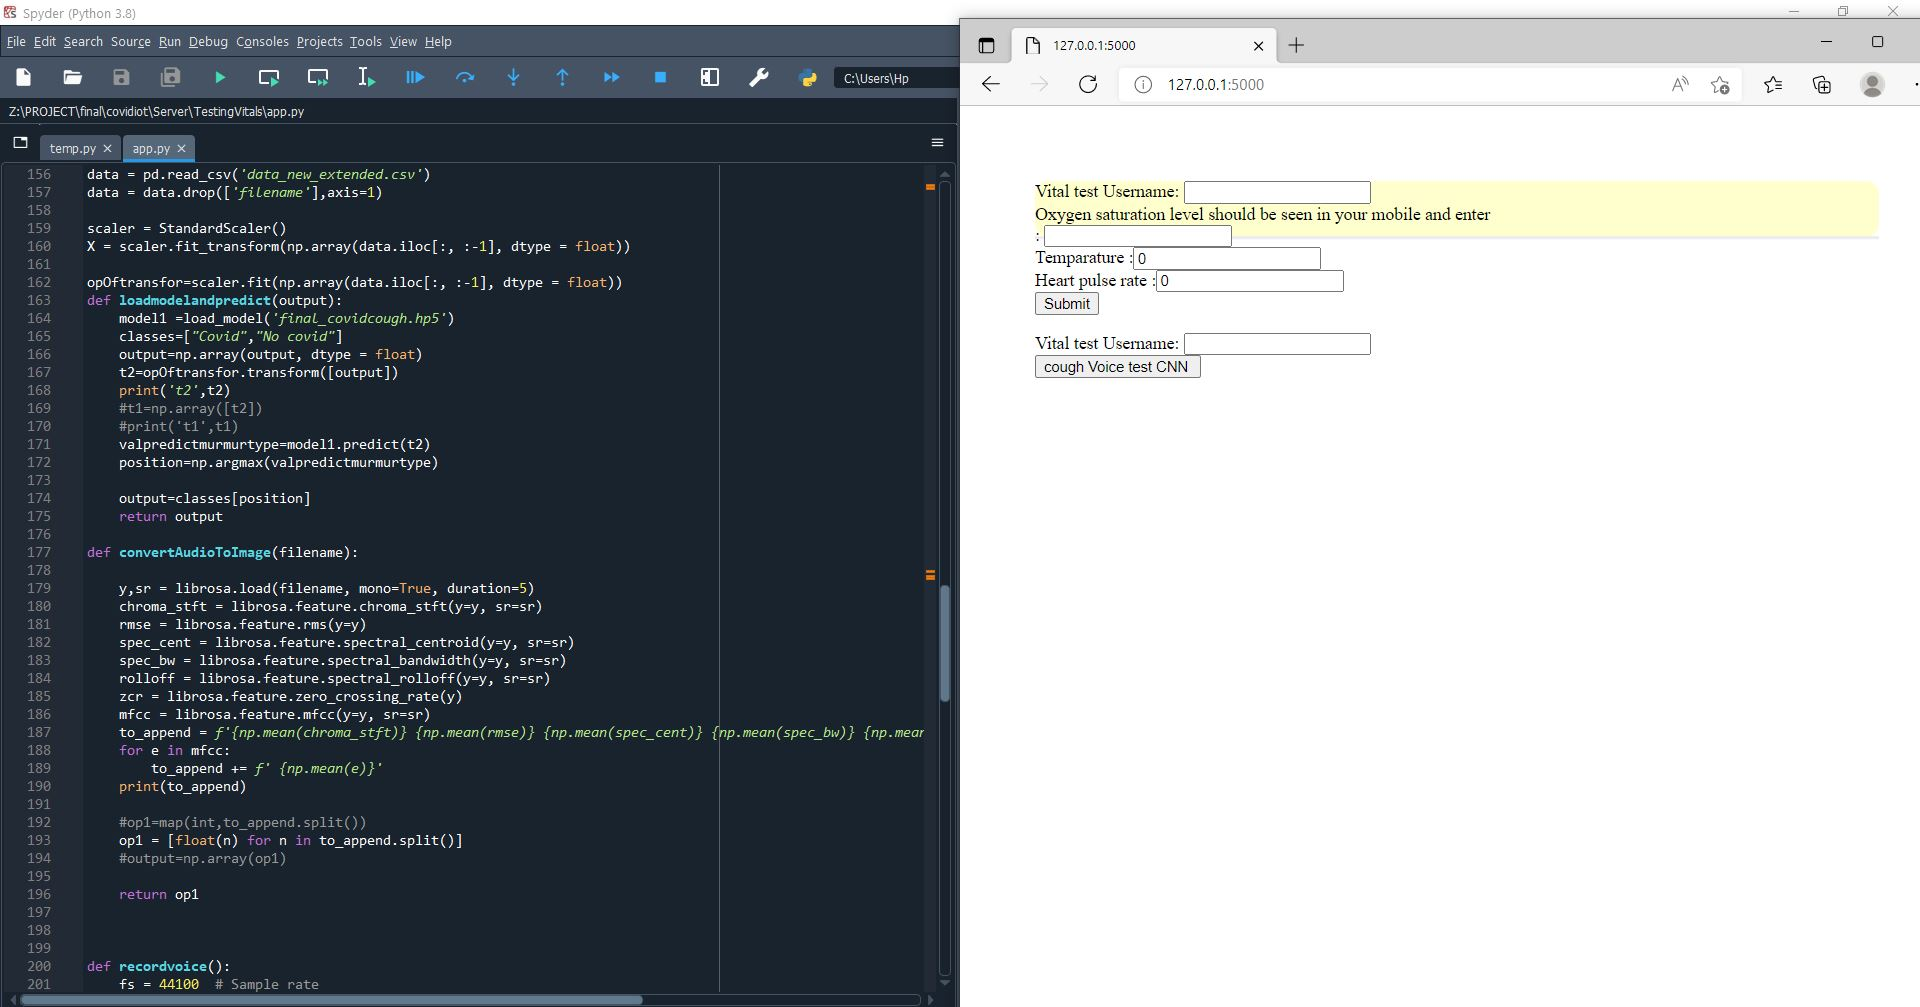 Spyder (Python 3.8)
File Edit Search Source Run Debug Consoles Projects Tools View Help
C:\Users\Hp
Z:\PROJECT\final\covidiot\Server\TestingVitals\app.py
temp.py
app.py
156 data = pd.read_csv('data_new_extended.csv')
157 data = data.drop(['filename'],axis=1)
158
159 scaler = StandardScaler()
160 X = scaler.fit_transform(np.array(data.iloc[:, :-1], dtype = float))
161
162 opOftransfor=scaler.fit(np.array(data.iloc[:, :-1], dtype = float))
163 def loadmodelandpredict(output):
164 model1 =load_model('final_covidcough.hp5')
165 classes=["Covid","No covid"]
166 output=np.array(output, dtype = float)
167 t2=opOftransfor.transform([output])
168 print('t2',t2)
169 #t1=np.array([t2])
170 #print('t1',t1)
171 valpredictmurmurtype=model1.predict(t2)
172 position=np.argmax(valpredictmurmurtype)
173
174 output=classes[position]
175 return output
176
177 def convertAudioToImage(filename):
178
179 y,sr = librosa.load(filename, mono=True, duration=5)
180 chroma_stft = librosa.feature.chroma_stft(y=y, sr=sr)
181 rmse = librosa.feature.rms(y=y)
182 spec_cent = librosa.feature.spectral_centroid(y=y, sr=sr)
183 spec_bw = librosa.feature.spectral_bandwidth(y=y, sr=sr)
184 rolloff = librosa.feature.spectral_rolloff(y=y, sr=sr)
185 zcr = librosa.feature.zero_crossing_rate(y)
186 mfcc = librosa.feature.mfcc(y=y, sr=sr)
187 to_append = f'{np.mean(chroma_stft)} {np.mean(rmse)} {np.mean(spec_cent)} {np.mean(spec_bw)} {np.mean
188 for e in mfcc:
189 to_append += f' {np.mean(e)}'
190 print(to_append)
191
192 #op1=map(int,to_append.split())
193 op1 = [float(n) for n in to_append.split()]
194 #output=np.array(op1)
195
196 return op1
197
198
199
200 def recordvoice():
201 fs = 44100 # Sample rate
127.0.0.1:5000
127.0.0.1:5000
Vital test Username:
Oxygen saturation level should be seen in your mobile and enter
:
Temparature : 0
Heart pulse rate : 0
Submit
Vital test Username:
cough Voice test CNN